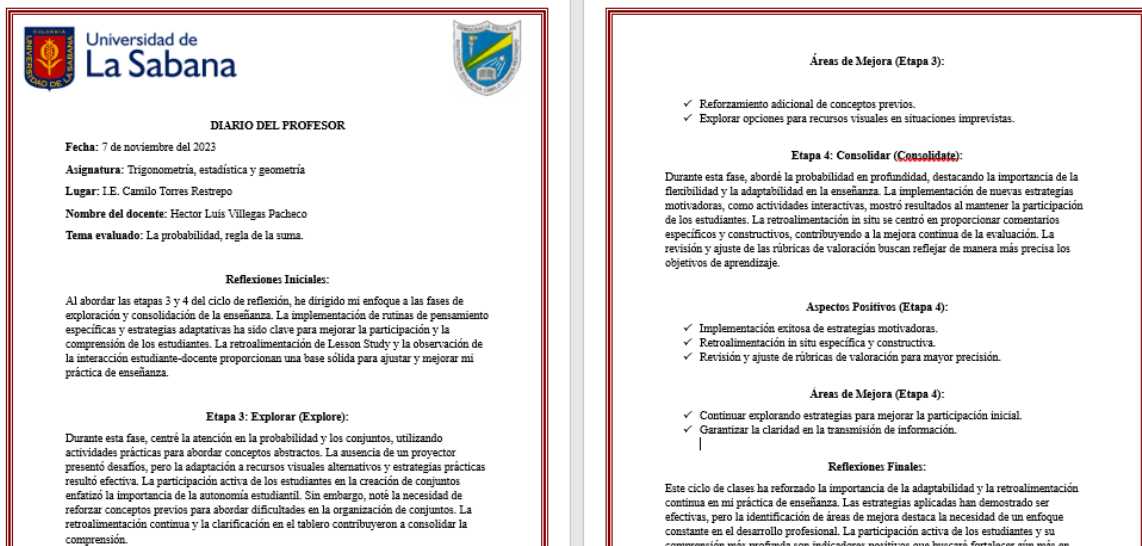 COLOMBIA
UNIVERSIDAD DE LA SABANA
Universidad de
La Sabana
DEMOCRACIA ESCOLAR
DIARIO DEL PROFESOR
Fecha: 7 de noviembre del 2023
Asignatura: Trigonometría, estadística y geometría
Lugar: I.E. Camilo Torres Restrepo
Nombre del docente: Hector Luis Villegas Pacheco
Tema evaluado: La probabilidad, regla de la suma.
Reflexiones Iniciales:
Al abordar las etapas 3 y 4 del ciclo de reflexión, he dirigido mi enfoque a las fases de
exploración y consolidación de la enseñanza. La implementación de rutinas de pensamiento
específicas y estrategias adaptativas ha sido clave para mejorar la participación y la
comprensión de los estudiantes. La retroalimentación de Lesson Study y la observación de
la interacción estudiante-docente proporcionan una base sólida para ajustar y mejorar mi
práctica de enseñanza.
Etapa 3: Explorar (Explore):
Durante esta fase, centré la atención en la probabilidad y los conjuntos, utilizando
actividades prácticas para abordar conceptos abstractos. La ausencia de un proyector
presentó desafíos, pero la adaptación a recursos visuales alternativos y estrategias prácticas
resultó efectiva. La participación activa de los estudiantes en la creación de conjuntos
enfatizó la importancia de la autonomía estudiantil. Sin embargo, noté la necesidad de
reforzar conceptos previos para abordar dificultades en la organización de conjuntos. La
retroalimentación continua y la clarificación en el tablero contribuyeron a consolidar la
comprensión.
Áreas de Mejora (Etapa 3):
✓ Reforzamiento adicional de conceptos previos.
✓ Explorar opciones para recursos visuales en situaciones imprevistas.
Etapa 4: Consolidar (Consolidate):
Durante esta fase, abordé la probabilidad en profundidad, destacando la importancia de la
flexibilidad y la adaptabilidad en la enseñanza. La implementación de nuevas estrategias
motivadoras, como actividades interactivas, mostró resultados al mantener la participación
de los estudiantes. La retroalimentación in situ se centró en proporcionar comentarios
específicos y constructivos, contribuyendo a la mejora continua de la evaluación. La
revisión y ajuste de las rúbricas de valoración buscan reflejar de manera más precisa los
objetivos de aprendizaje.
Aspectos Positivos (Etapa 4):
✓ Implementación exitosa de estrategias motivadoras.
✓ Retroalimentación in situ específica y constructiva.
✓ Revisión y ajuste de rúbricas de valoración para mayor precisión.
Áreas de Mejora (Etapa 4):
✓ Continuar explorando estrategias para mejorar la participación inicial.
✓ Garantizar la claridad en la transmisión de información.
Reflexiones Finales:
Este ciclo de clases ha reforzado la importancia de la adaptabilidad y la retroalimentación
continua en mi práctica de enseñanza. Las estrategias aplicadas han demostrado ser
efectivas, pero la identificación de áreas de mejora destaca la necesidad de un enfoque
constante en el desarrollo profesional. La participación activa de los estudiantes y su
comprensión más profunda son indicadores positivos que buscaré fortalecer aún más en